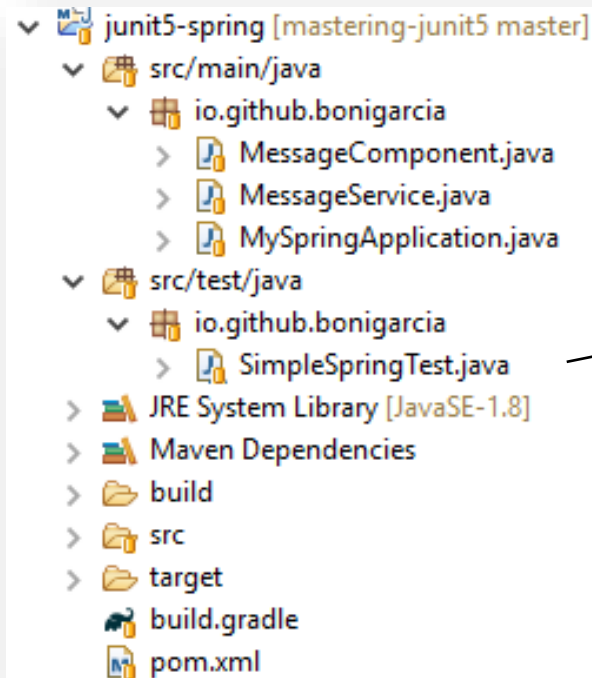 junit5-spring [mastering-junit5 master]
src/main/java
io.github.bonigarcia
MessageComponent.java
MessageService.java
MySpringApplication.java
src/test/java
io.github.bonigarcia
SimpleSpringTest.java
JRE System Library [JavaSE-1.8]
Maven Dependencies
build
src
target
build.gradle
pom.xml